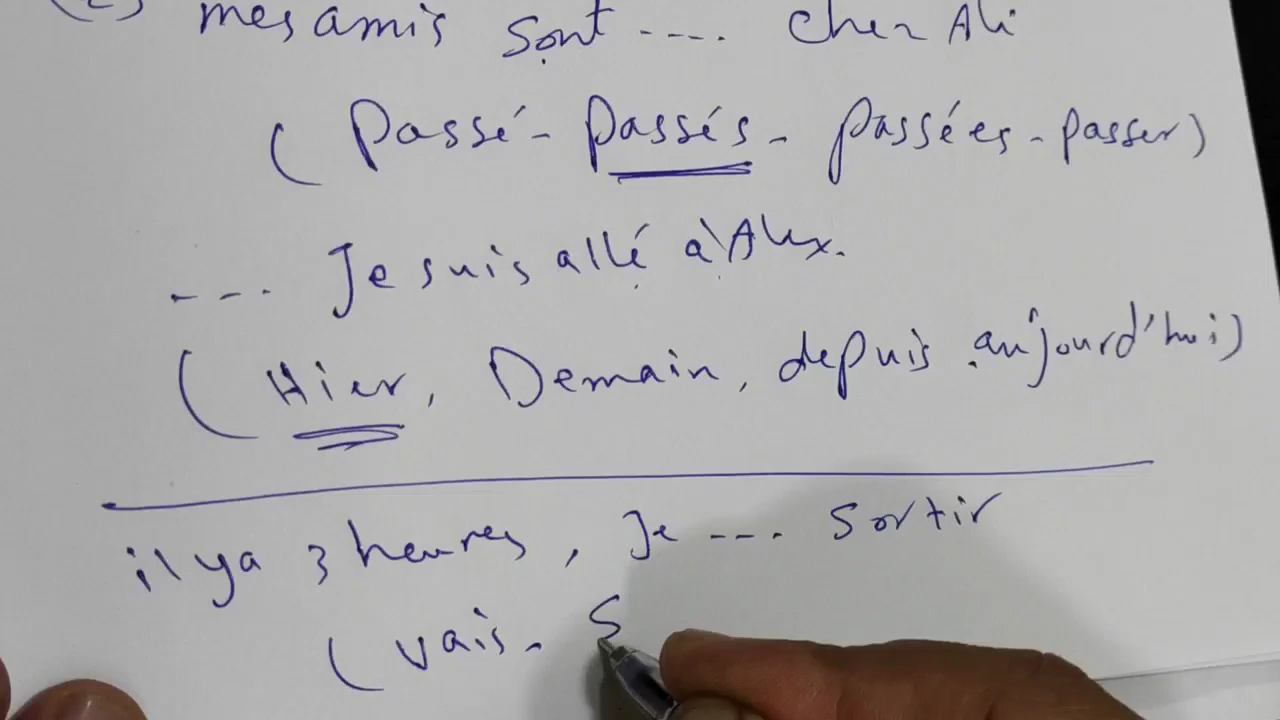 (2) mes amis sont .... chez Ali
(Passé - passés - passées - passer)
--- Je suis allé à Alex.
(Hier, Demain, depuis aujourd'hui)
il ya 3 heures, Je ... sortir
(vais - S